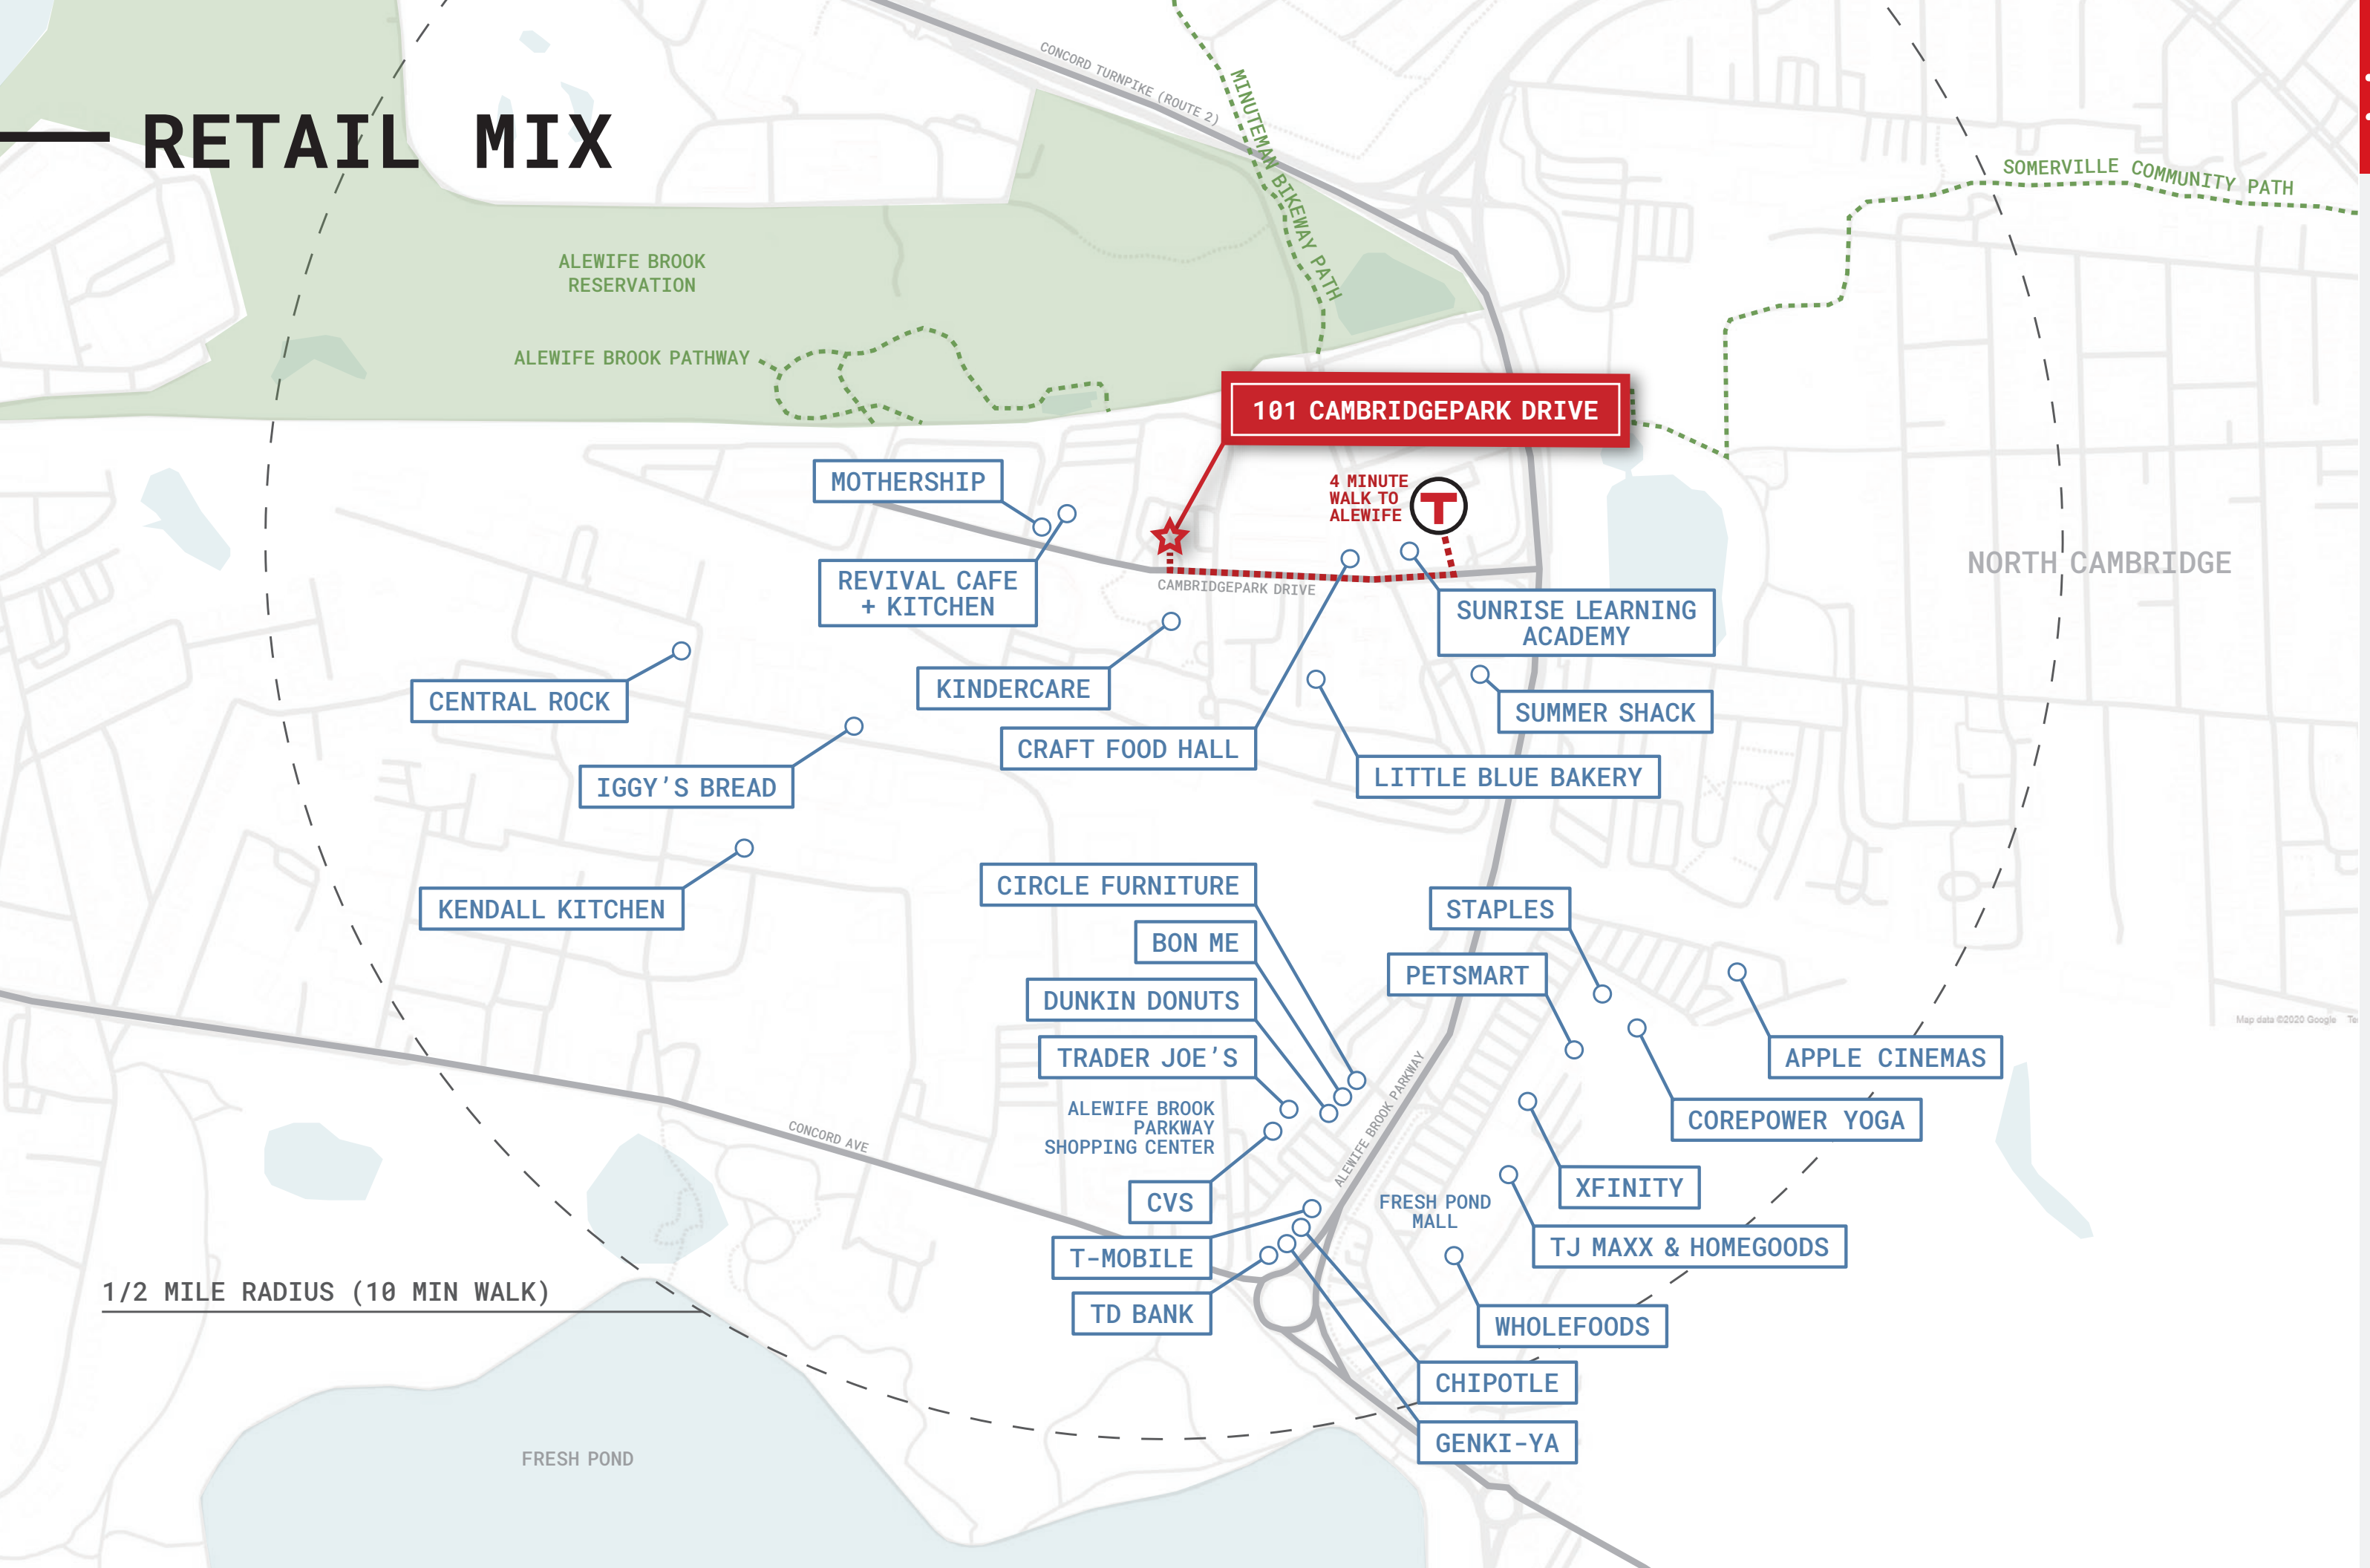 CONCORD TURNPIKE (ROUTE 2)
MINUTEMAN BIKEWAY PATH
RETAIL MIX
SOMERVILLE COMMUNITY PATH
ALEWIFE BROOK
RESERVATION
ALEWIFE BROOK PATHWAY
101 CAMBRIDGEPARK DRIVE
MOTHERSHIP
4 MINUTE
WALK TO
ALEWIFE
T
NORTH CAMBRIDGE
REVIVAL CAFE
+ KITCHEN
CAMBRIDGEPARK DRIVE
SUNRISE LEARNING
ACADEMY
KINDERCARE
CENTRAL ROCK
SUMMER SHACK
CRAFT FOOD HALL
LITTLE BLUE BAKERY
IGGY'S BREAD
CIRCLE FURNITURE
KENDALL KITCHEN
STAPLES
BON ME
PETSMART
DUNKIN DONUTS
Map data ©2020 Google
TRADER JOE'S
APPLE CINEMAS
ALEWIFE BROOK
PARKWAY
SHOPPING CENTER
ALEWIFE BROOK PARKWAY
COREPOWER YOGA
CONCORD AVE
CVS
XFINITY
FRESH POND
MALL
T-MOBILE
TJ MAXX & HOMEGOODS
1/2 MILE RADIUS (10 MIN WALK)
TD BANK
WHOLEFOODS
CHIPOTLE
GENKI-YA
FRESH POND